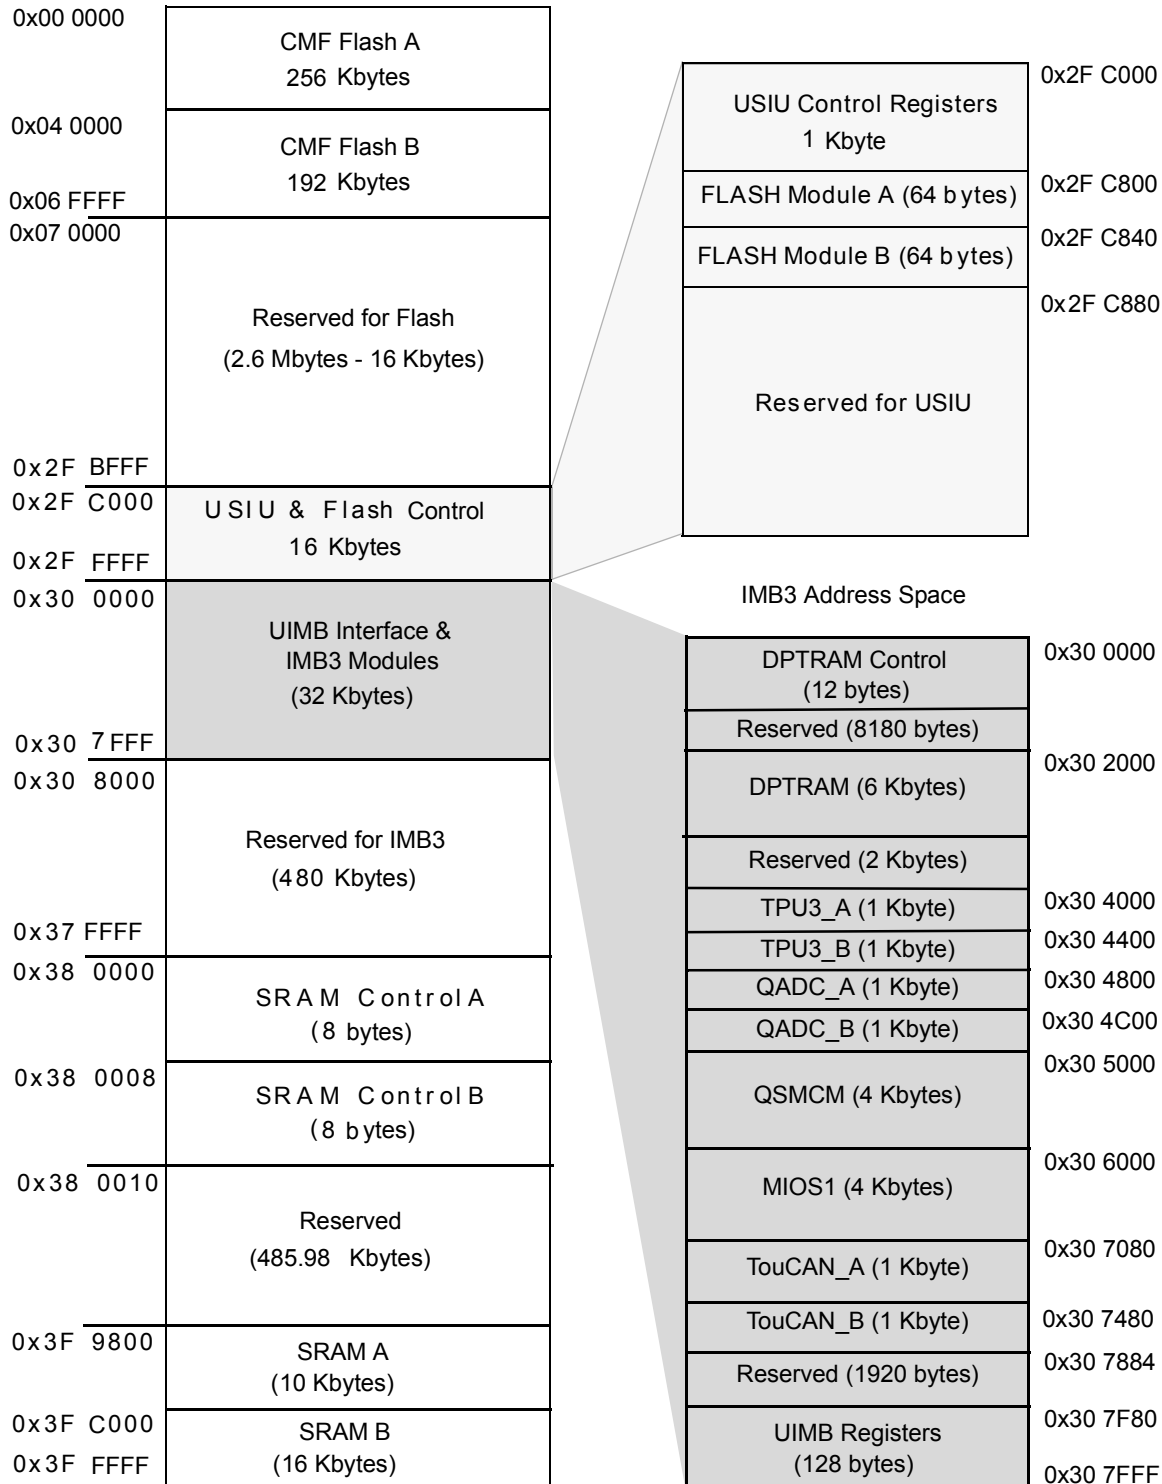 0x00 0000
CMF Flash A
256 Kbytes
0x04 0000
CMF Flash B
192 Kbytes
0x06 FFFF
0x07 0000
Reserved for Flash
(2.6 Mbytes - 16 Kbytes)
0x2F BFFF
0x2F C000
USIU & Flash Control
16 Kbytes
0x2F FFFF
0x30 0000
UIMB Interface &
IMB3 Modules
(32 Kbytes)
0x30 7FFF
0x30 8000
Reserved for IMB3
(480 Kbytes)
0x37 FFFF
0x38 0000
SRAM Control A
(8 bytes)
0x38 0008
SRAM Control B
(8 bytes)
0x38 0010
Reserved
(485.98 Kbytes)
0x3F 9800
SRAM A
(10 Kbytes)
0x3F C000
SRAM B
(16 Kbytes)
0x3F FFFF
0x2F C000
USIU Control Registers
1 Kbyte
FLASH Module A (64 bytes)
0x2F C800
FLASH Module B (64 bytes)
0x2F C840
0x2F C880
Reserved for USIU
IMB3 Address Space
DPTRAM Control
(12 bytes)
0x30 0000
Reserved (8180 bytes)
DPTRAM (6 Kbytes)
0x30 2000
Reserved (2 Kbytes)
TPU3_A (1 Kbyte)
0x30 4000
TPU3_B (1 Kbyte)
0x30 4400
QADC_A (1 Kbyte)
0x30 4800
QADC_B (1 Kbyte)
0x30 4C00
QSMCM (4 Kbytes)
0x30 5000
MIOS1 (4 Kbytes)
0x30 6000
TouCAN_A (1 Kbyte)
0x30 7080
TouCAN_B (1 Kbyte)
0x30 7480
Reserved (1920 bytes)
0x30 7884
UIMB Registers
(128 bytes)
0x30 7F80
0x30 7FFF